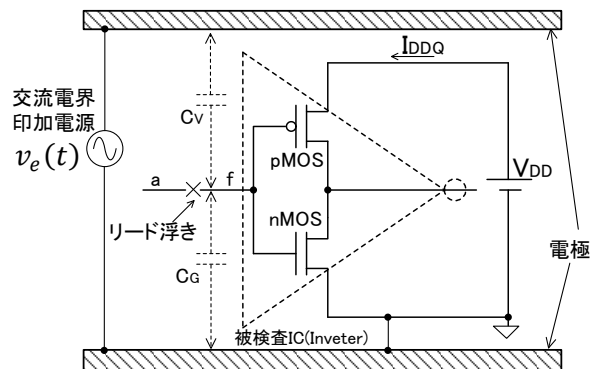 IDDQ
交流電界
印加電源
CV
ve(t)
pMOS
VDD
a
f
nMOS
リード浮き
電極
CG
被検査IC(Inveter)